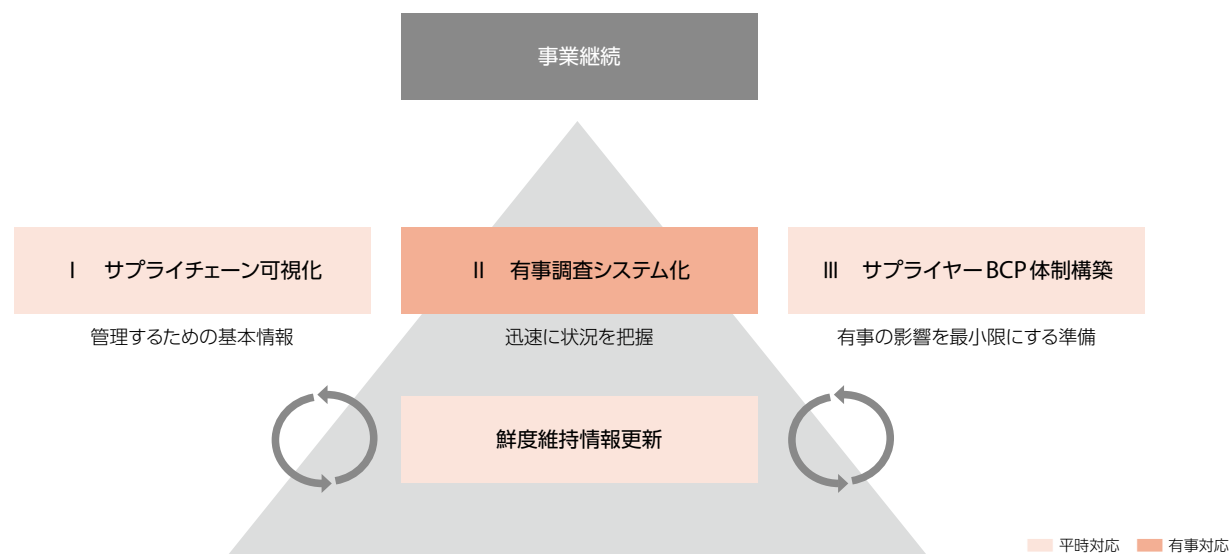 事業継続
Ⅰ　サプライチェーン可視化
Ⅱ　有事調査システム化
Ⅲ　サプライヤーBCP体制構築
管理するための基本情報
迅速に状況を把握
有事の影響を最小限にする準備
鮮度維持情報更新
平時対応
有事対応